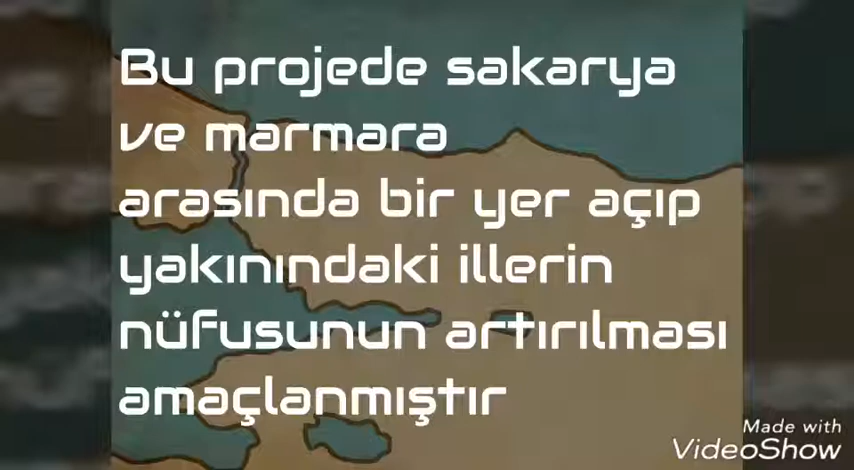 Bu projede sakarya
ve marmara
arasında bir yer açıp
yakınındaki illerin
nüfusunun artırılması
amaçlanmıştır
Made with
VideoShow